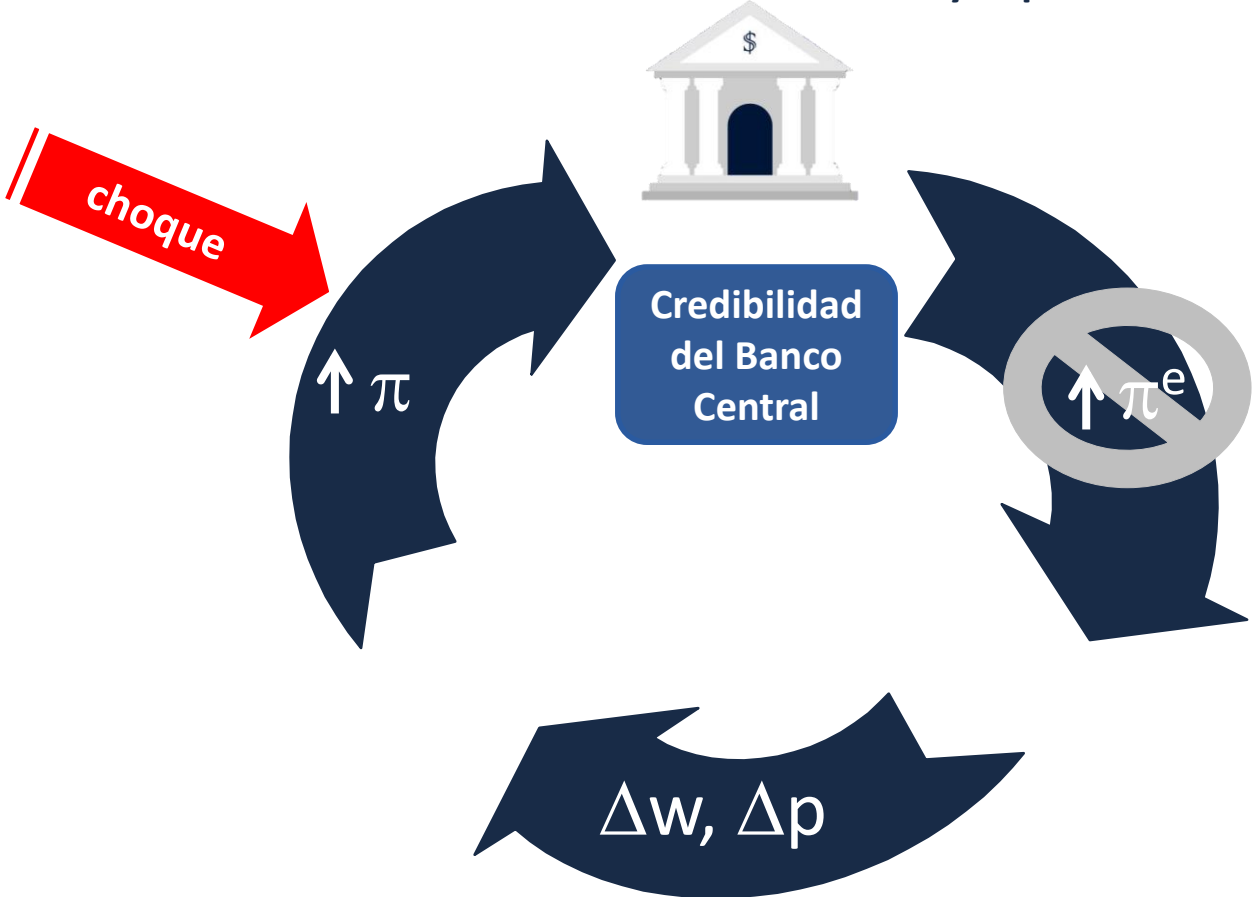 $
choque
Credibilidad
del Banco
Central
↑ π
↑ πᵉ
Δw, Δp